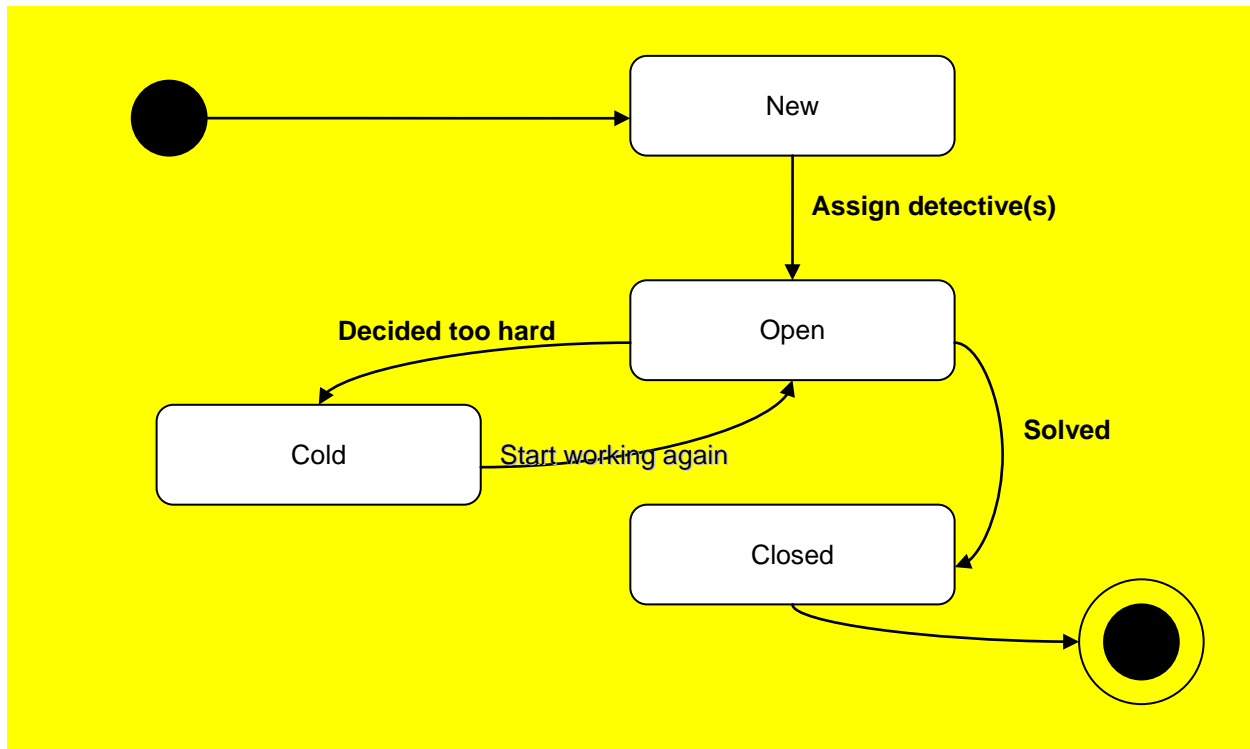 New
Assign detective(s)
Decided too hard
Open
Solved
Cold
Start working again
Closed